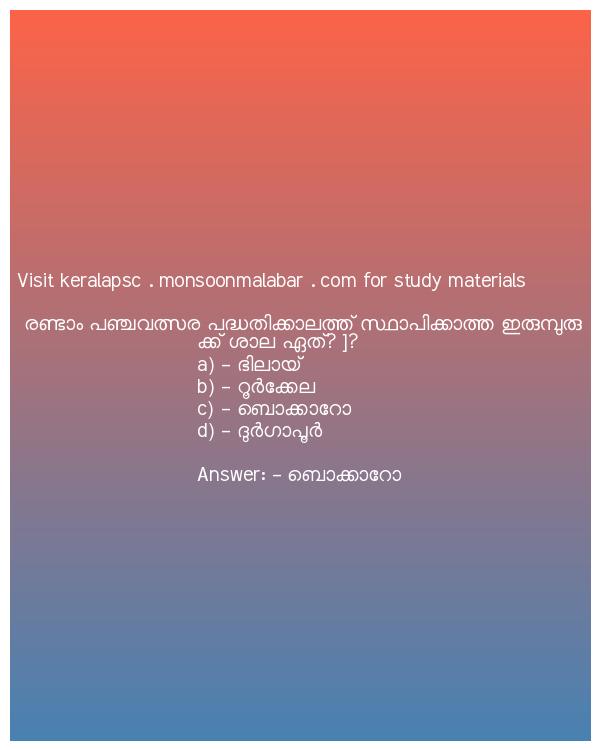 Visit keralapsc . monsoonmalabar . com for study materials
രണ്ടാം പഞ്ചവത്സര പദ്ധതിക്കാലത്ത് സ്ഥാപിക്കാത്ത ഇരുമ്പുരു
ക്ക് ശാല ഏത്? ]?
a) – ഭിലായ്
b) – റൂർക്കേല
c) – ബൊക്കാറോ
d) – ദുർഗാപൂർ
Answer: – ബൊക്കാറോ